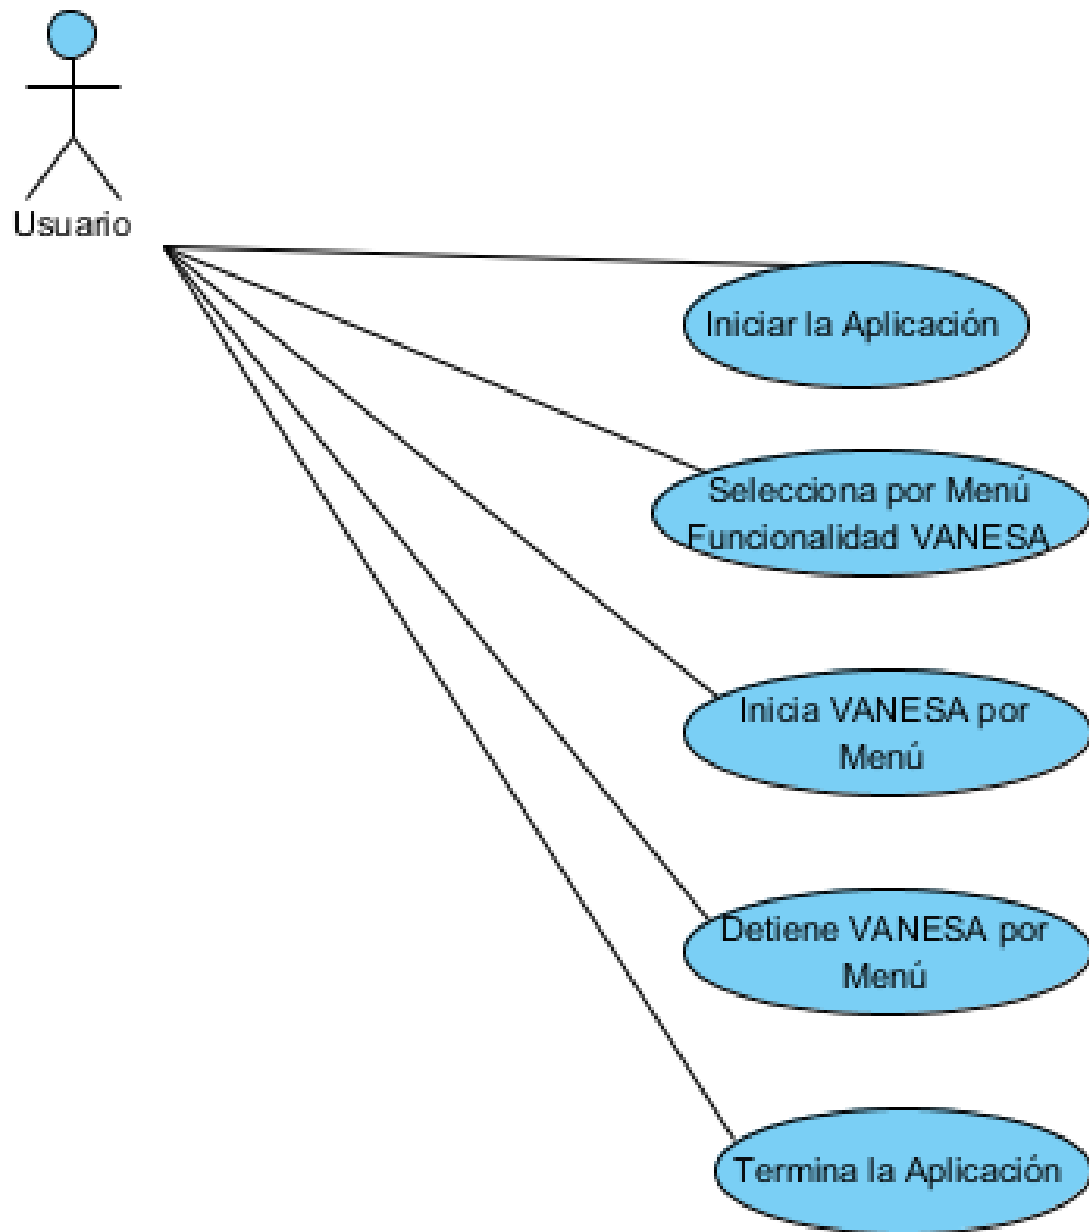 Usuario
Iniciar la Aplicación
Selecciona por Menú
Funcionalidad VANESA
Inicia VANESA por
Menú
Detiene VANESA por
Menú
Termina la Aplicación